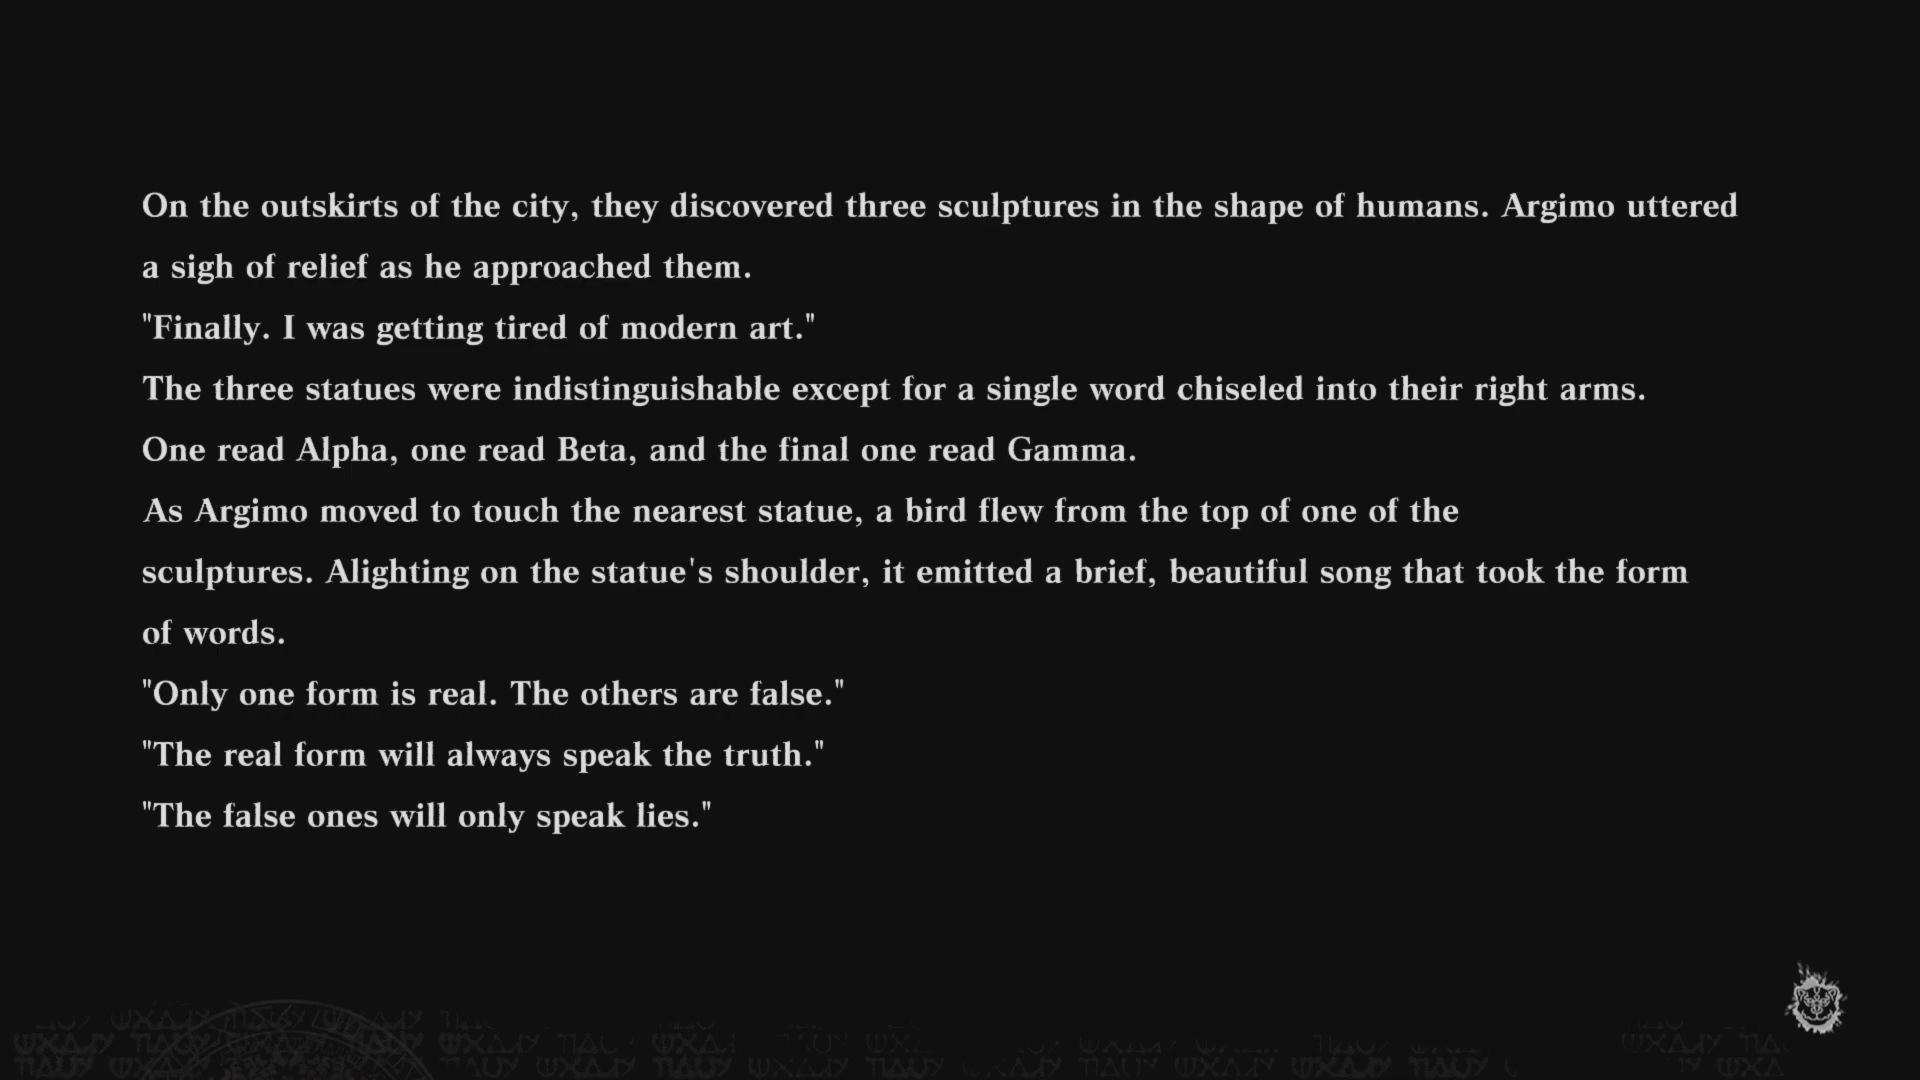 On the outskirts of the city, they discovered three sculptures in the shape of humans. Argimo uttered
a sigh of relief as he approached them.
"Finally. I was getting tired of modern art."
The three statues were indistinguishable except for a single word chiseled into their right arms.
One read Alpha, one read Beta, and the final one read Gamma.
As Argimo moved to touch the nearest statue, a bird flew from the top of one of the
sculptures. Alighting on the statue's shoulder, it emitted a brief, beautiful song that took the form
of words.
"Only one form is real. The others are false."
"The real form will always speak the truth."
"The false ones will only speak lies."